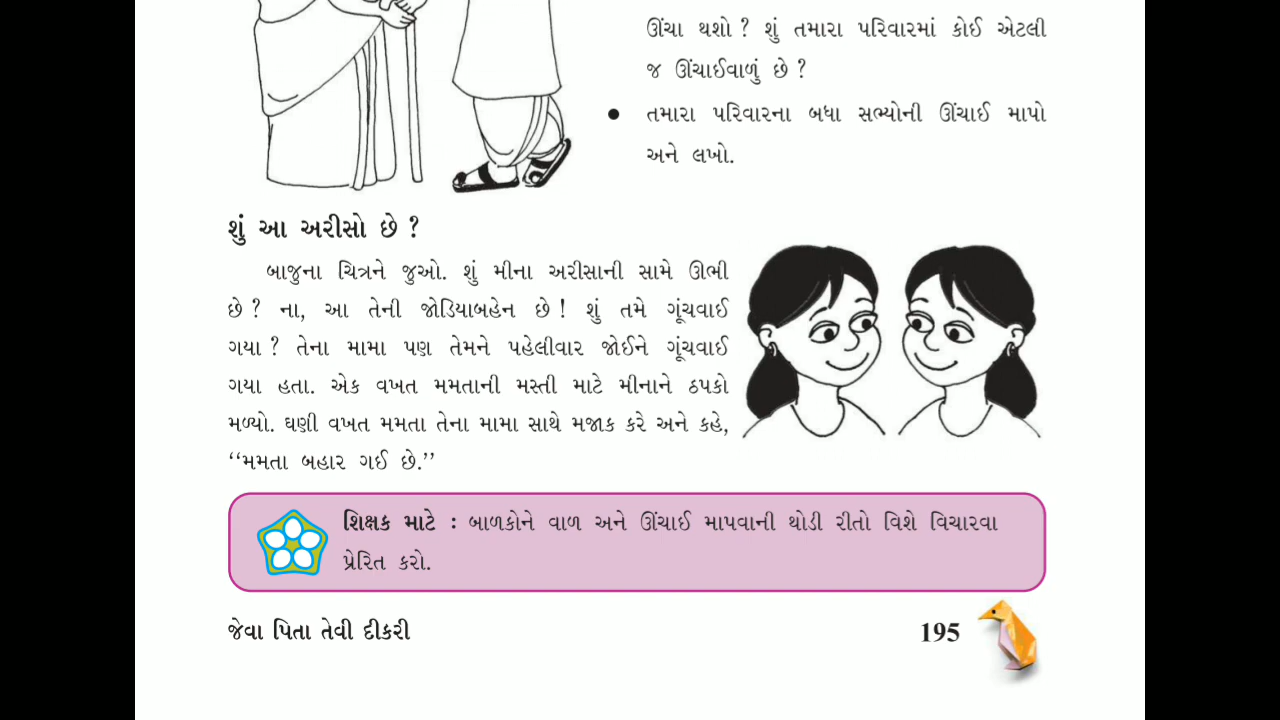 ઊંચા થશો ? શું તમારા પરિવારમાં કોઈ એટલી
જ ઊંચાઈવાળું છે ?
● તમારા પરિવારના બધા સભ્યોની ઊંચાઈ માપો
અને લખો.
શું આ અરીસો છે ?
બાજુના ચિત્રને જુઓ. શું મીના અરીસાની સામે ઊભી
છે ? ના, આ તેની જોડિયાબહેન છે ! શું તમે ગૂંચવાઈ
ગયા ? તેના મામા પણ તેમને પહેલીવાર જોઈને ગૂંચવાઈ
ગયા હતા. એક વખત મમતાની મસ્તી માટે મીનાને ઠપકો
મળ્યો. ઘણી વખત મમતા તેના મામા સાથે મજાક કરે અને કહે,
‘‘મમતા બહાર ગઈ છે.’’
શિક્ષક માટે : બાળકોને વાળ અને ઊંચાઈ માપવાની થોડી રીતો વિશે વિચારવા
પ્રેરિત કરો.
જેવા પિતા તેવી દીકરી
195